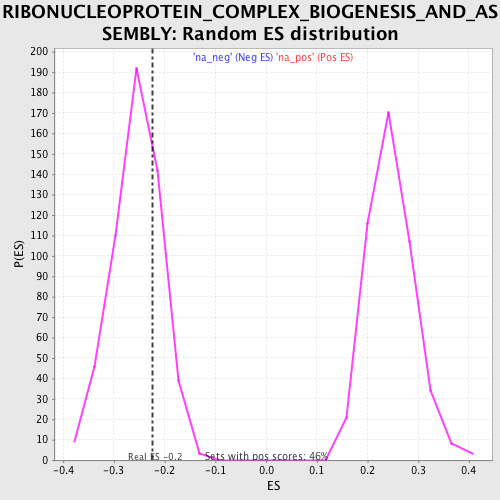 RIBONUCLEOPROTEIN_COMPLEX_BIOGENESIS_AND_AS
SEMBLY: Random ES distribution
'na_neg' (Neg ES) 'na_pos' (Pos ES)
200
190
180
170
160
150
140
130
120
110
100
90
80
70
60
50
40
30
20
10
0
P(ES)
Real ES -0.2
Sets with pos scores: 46%
-0.4 -0.3 -0.2 -0.1 0.0 0.1 0.2 0.3 0.4
ES